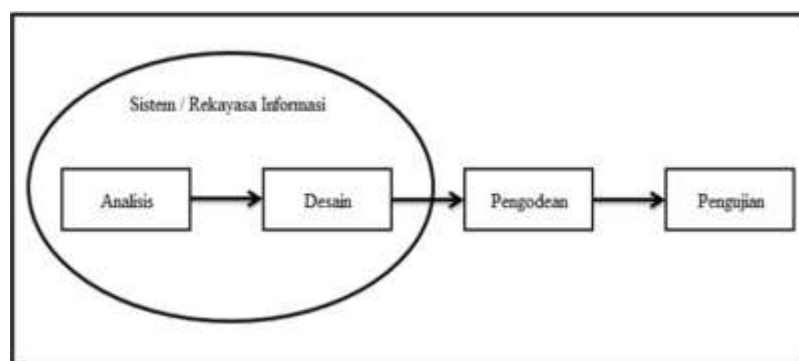 Sistem / Rekayasa Informasi
Analisis
Desain
Pengodean
Pengujian